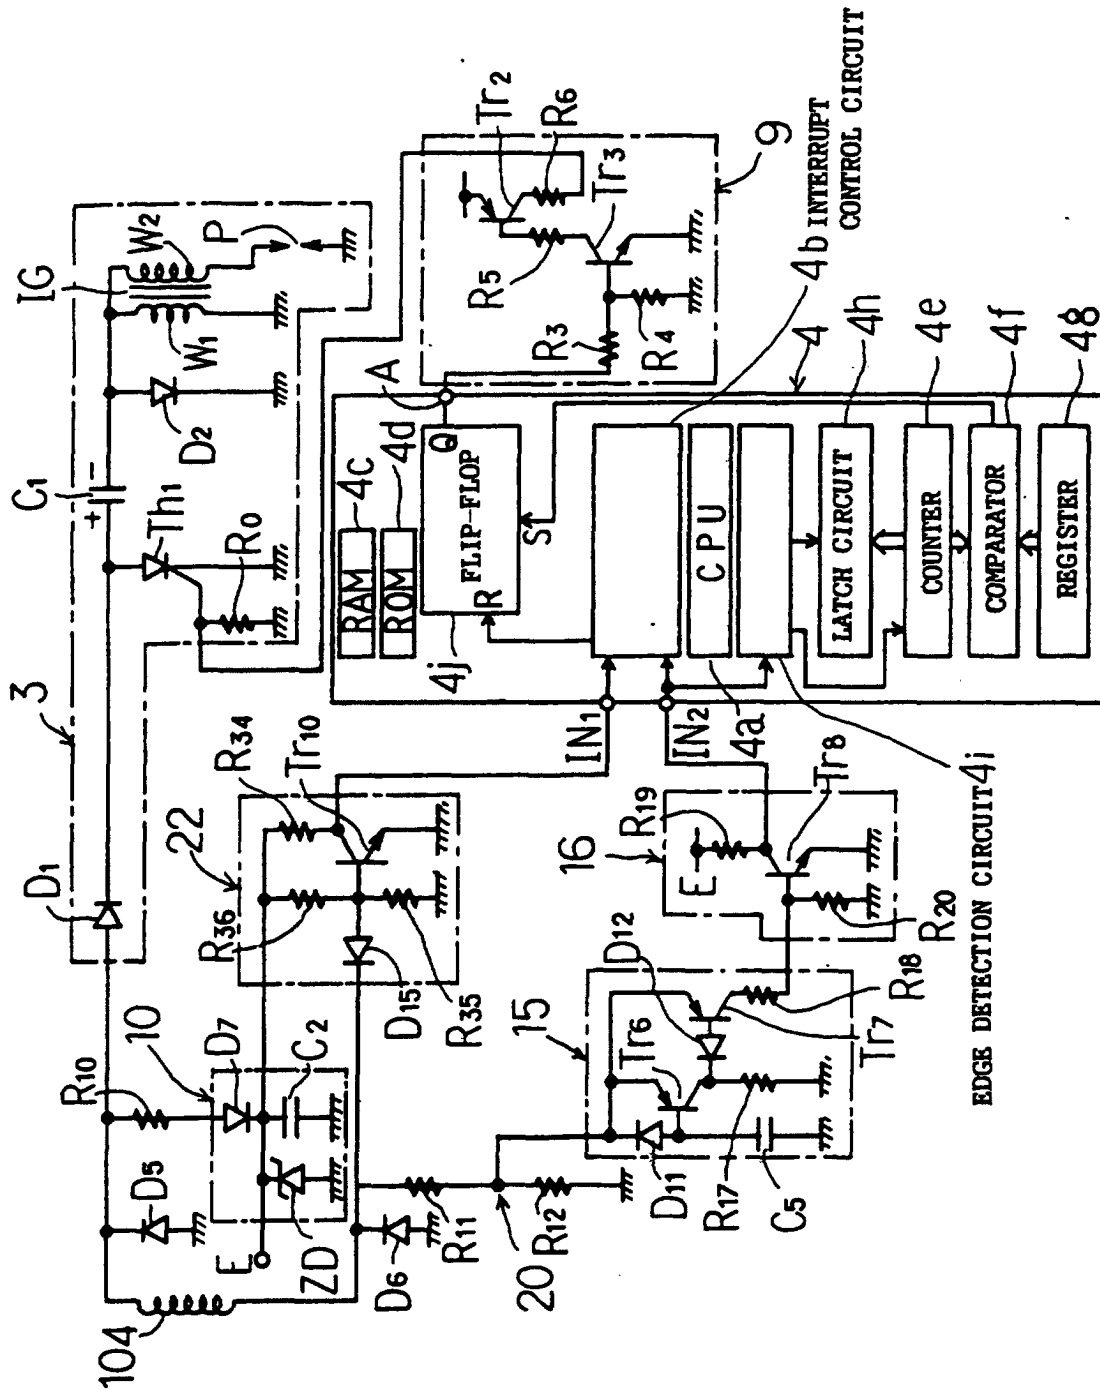 104
D5
E
ZD
D7
C2
10
R10
D1
3
C1
+
-
Th1
R0
D2
IG
W1
W2
P
D6
R11
20
R12
22
R36
R34
Tr10
D15
R35
IN1
IN2
15
Tr6
D12
D11
R17
C5
Tr7
R18
16
E
R19
Tr8
R20
EDGE DETECTION CIRCUIT4i
RAM
4c
ROM
4d
A
4j
R
FLIP-FLOP
Q
S
4a
CPU
LATCH CIRCUIT
COUNTER
COMPARATOR
REGISTER
4
4h
4e
4f
48
4b INTERRUPT
CONTROL CIRCUIT
R3
R4
R5
Tr2
R6
Tr3
9